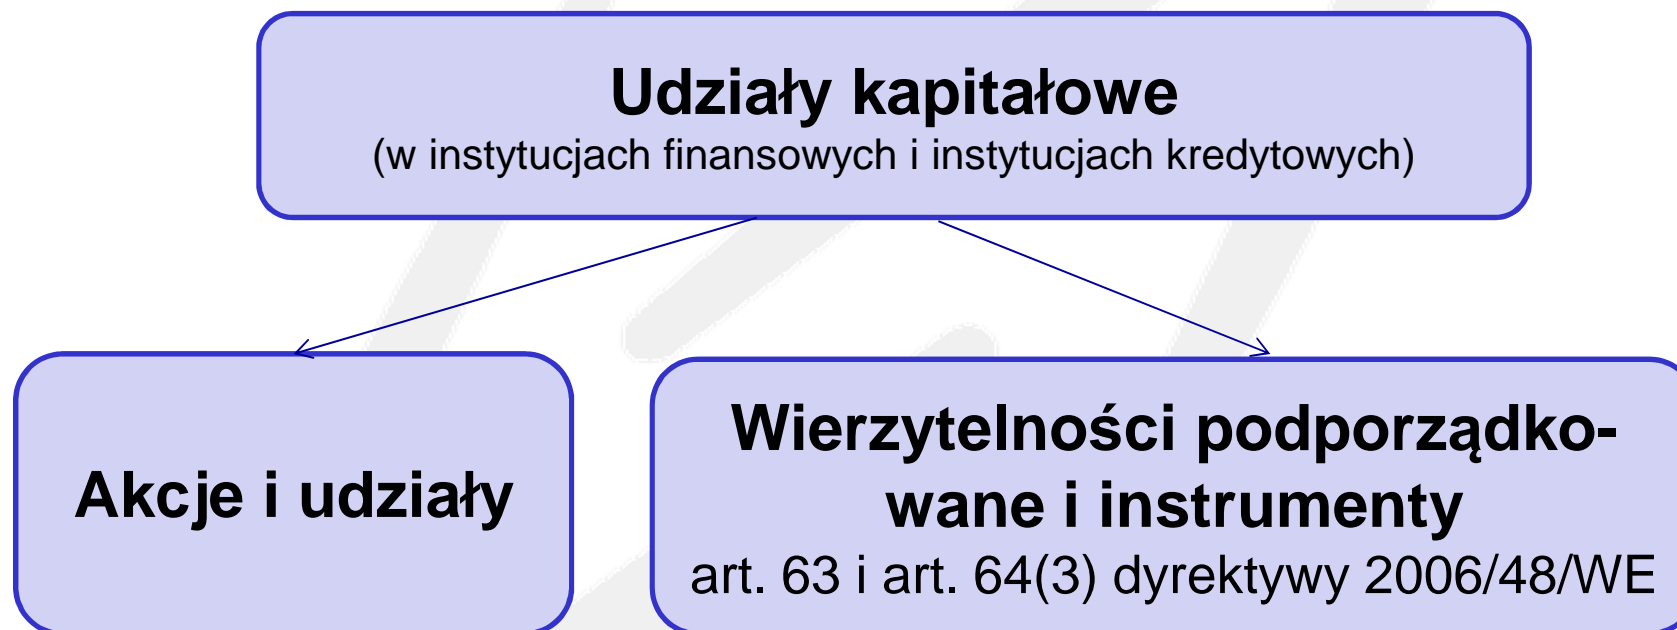 Udziały kapitałowe
(w instytucjach finansowych i instytucjach kredytowych)
Akcje i udziały
Wierzytelności podporządko-
wane i instrumenty
art. 63 i art. 64(3) dyrektywy 2006/48/WE